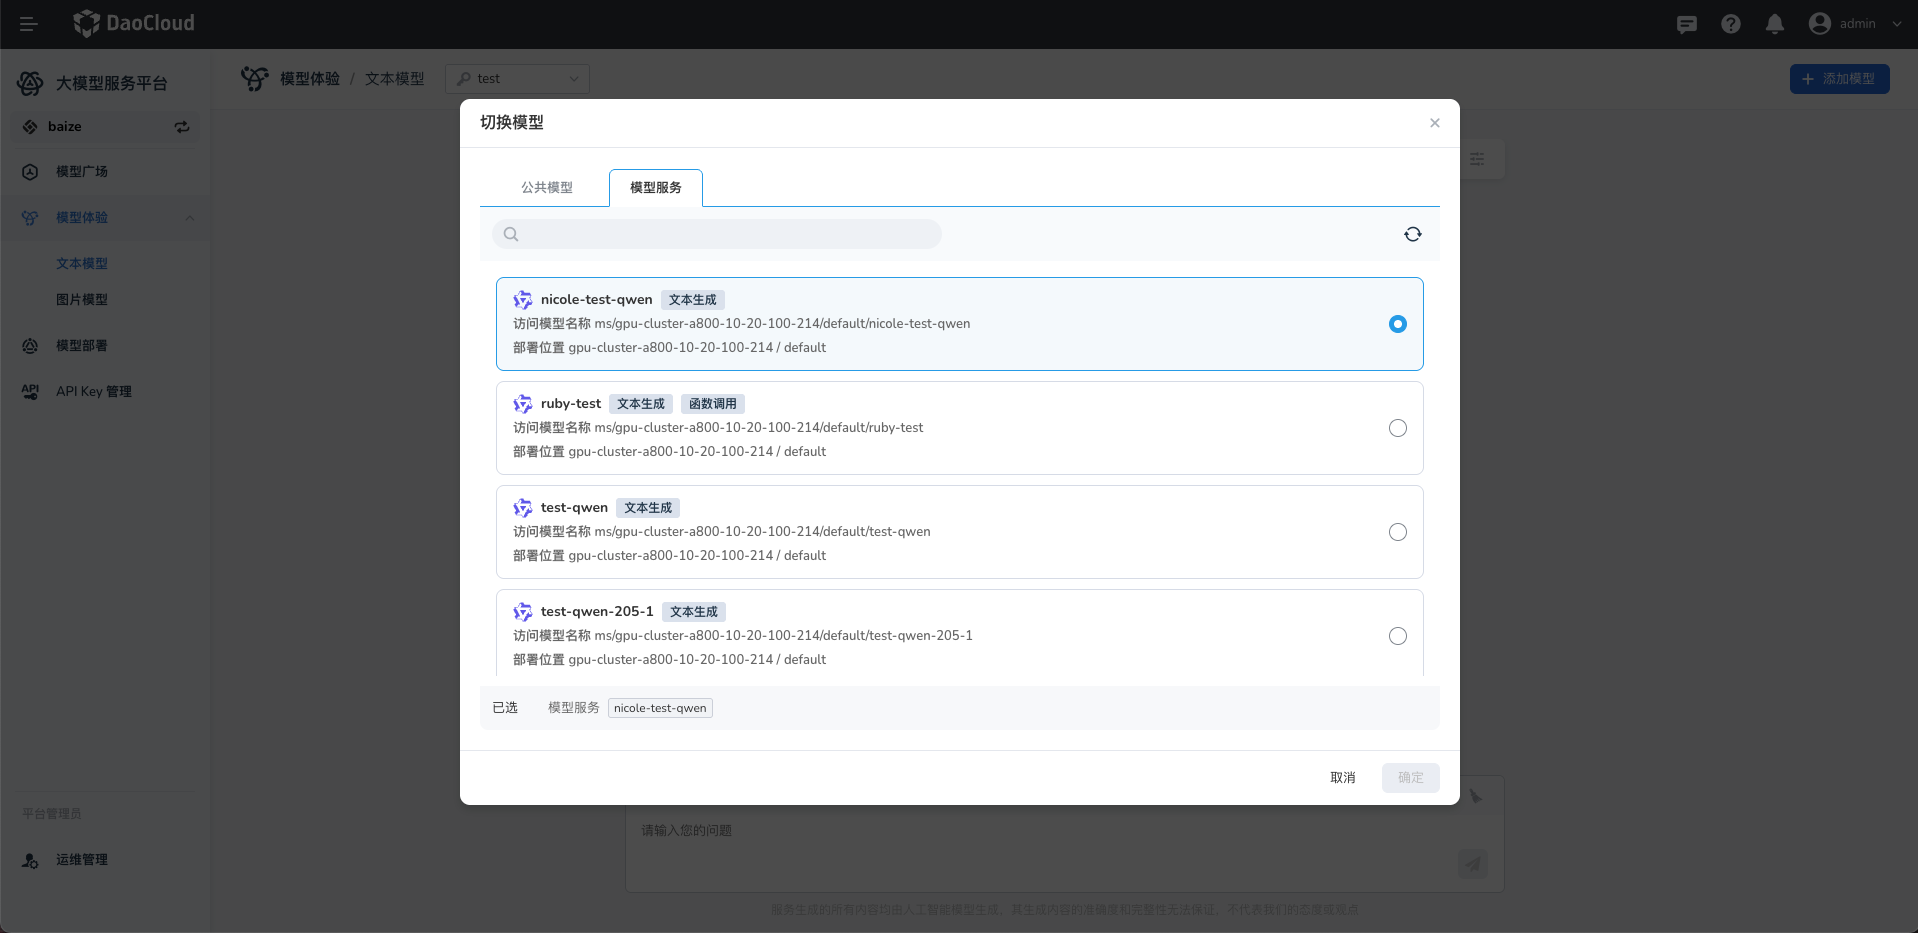 DaoCloud
admin
大模型服务平台
baize
模型广场
模型体验
文本模型
图片模型
模型部署
API Key 管理
平台管理员
运维管理
模型体验 / 文本模型
test
添加模型
切换模型
公共模型
模型服务
nicole-test-qwen 文本生成
访问模型名称 ms/gpu-cluster-a800-10-20-100-214/default/nicole-test-qwen
部署位置 gpu-cluster-a800-10-20-100-214 / default
ruby-test 文本生成 函数调用
访问模型名称 ms/gpu-cluster-a800-10-20-100-214/default/ruby-test
部署位置 gpu-cluster-a800-10-20-100-214 / default
test-qwen 文本生成
访问模型名称 ms/gpu-cluster-a800-10-20-100-214/default/test-qwen
部署位置 gpu-cluster-a800-10-20-100-214 / default
test-qwen-205-1 文本生成
访问模型名称 ms/gpu-cluster-a800-10-20-100-214/default/test-qwen-205-1
部署位置 gpu-cluster-a800-10-20-100-214 / default
已选 模型服务 nicole-test-qwen
取消
确定
请输入您的问题
服务生成的所有内容均由人工智能模型生成，其生成内容的准确度和完整性无法保证，不代表我们的态度或观点